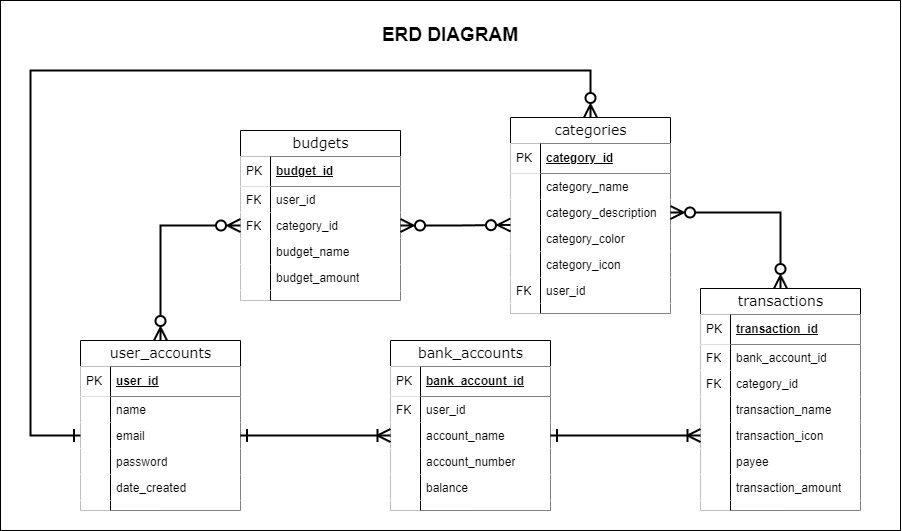 ERD DIAGRAM
budgets
PK budget_id
FK user_id
FK category_id
budget_name
budget_amount
categories
PK category_id
category_name
category_description
category_color
category_icon
FK user_id
user_accounts
PK user_id
name
email
password
date_created
bank_accounts
PK bank_account_id
FK user_id
account_name
account_number
balance
transactions
PK transaction_id
FK bank_account_id
FK category_id
transaction_name
transaction_icon
payee
transaction_amount